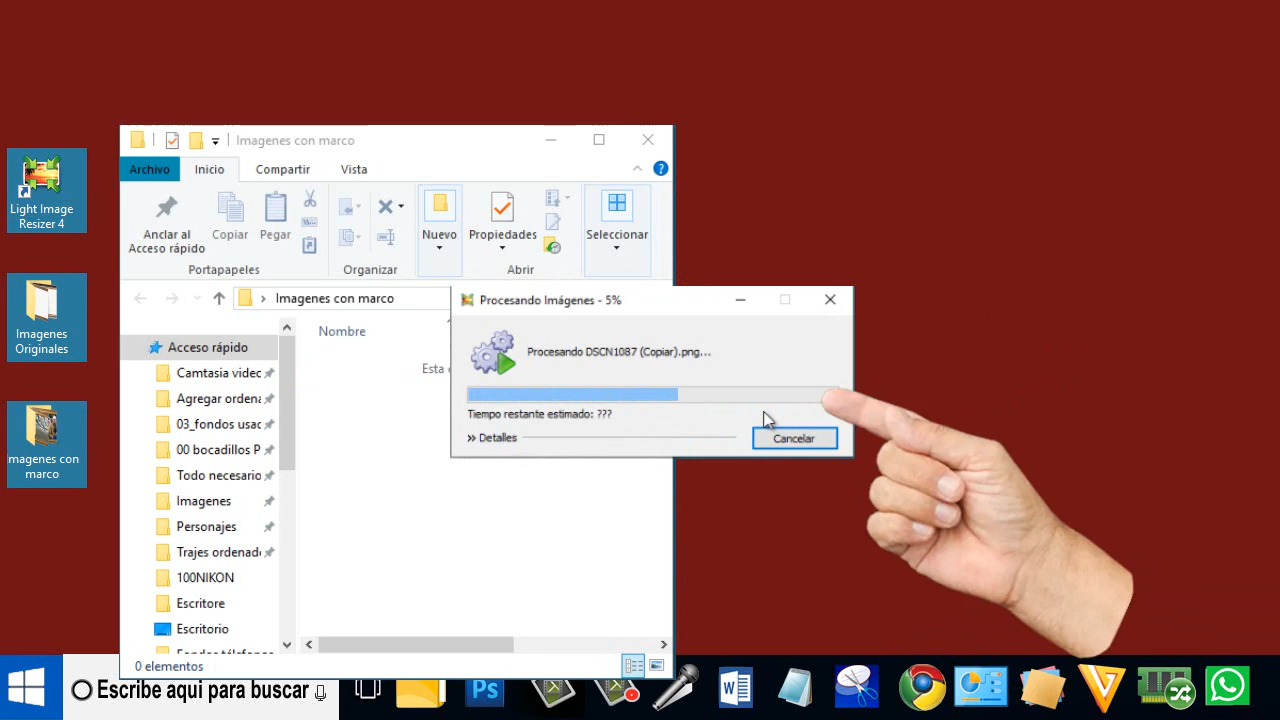 Light Image
Resizer 4
Imagenes
Originales
Imagenes con
marco
Imagenes con marco
Archivo
Inicio
Compartir
Vista
Anclar al
Acceso rápido
Copiar
Pegar
Portapapeles
Organizar
Nuevo
Propiedades
Abrir
Seleccionar
Imagenes con marco
Nombre
Esta
Acceso rápido
Camtasia videc
Agregar ordena
03_fondos usac
00 bocadillos P
Todo necesario
Imagenes
Personajes
Trajes ordenado
100NIKON
Escritore
Escritorio
0 elementos
Procesando Imágenes - 5%
Procesando DSCN1087 (Copiar).png...
Tiempo restante estimado: ???
Detalles
Cancelar
Escribe aqui para buscar
Ps